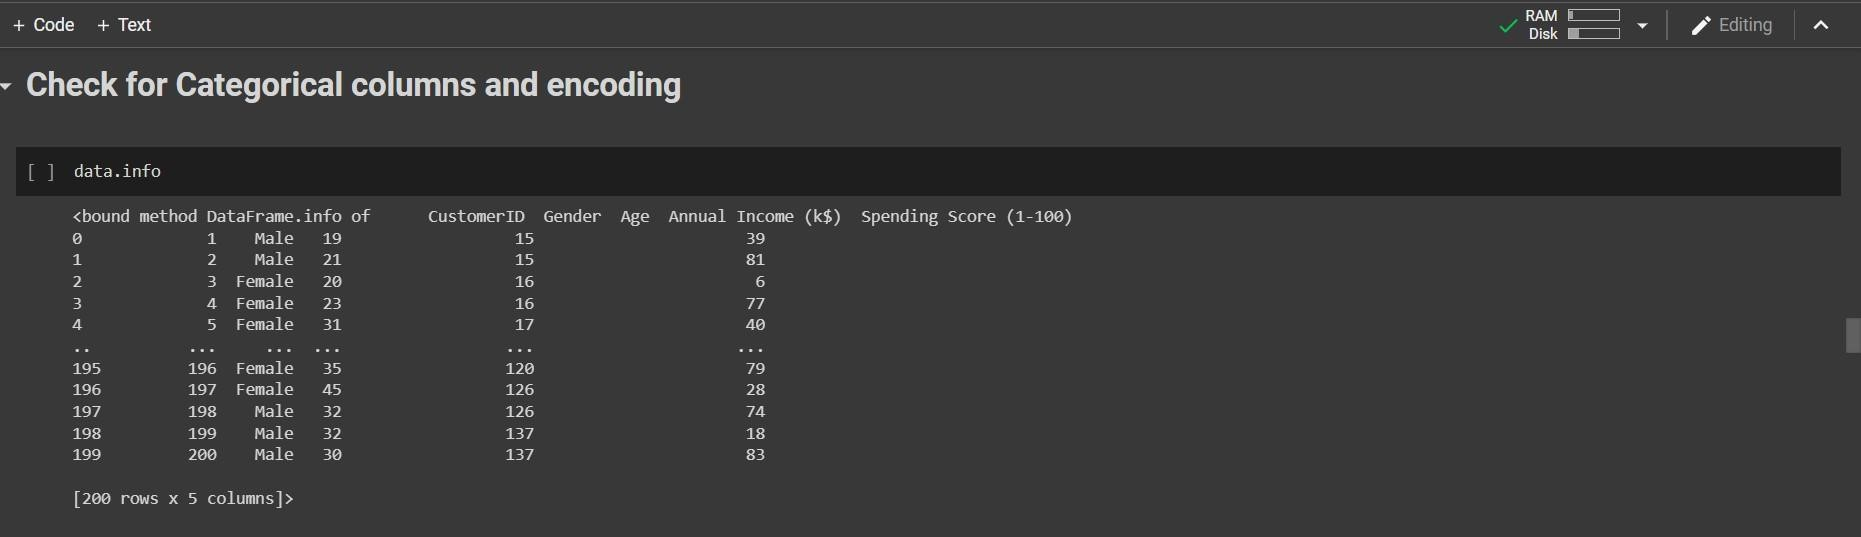 + Code + Text RAM Disk Editing
Check for Categorical columns and encoding
[ ] data.info
<bound method DataFrame.info of      CustomerID  Gender  Age  Annual Income (k$)  Spending Score (1-100)
0             1    Male   19                  15                      39
1             2    Male   21                  15                      81
2             3  Female   20                  16                       6
3             4  Female   23                  16                      77
4             5  Female   31                  17                      40
..          ...     ...  ...                 ...                     ...
195         196  Female   35                 120                      79
196         197  Female   45                 126                      28
197         198    Male   32                 126                      74
198         199    Male   32                 137                      18
199         200    Male   30                 137                      83
[200 rows x 5 columns]>